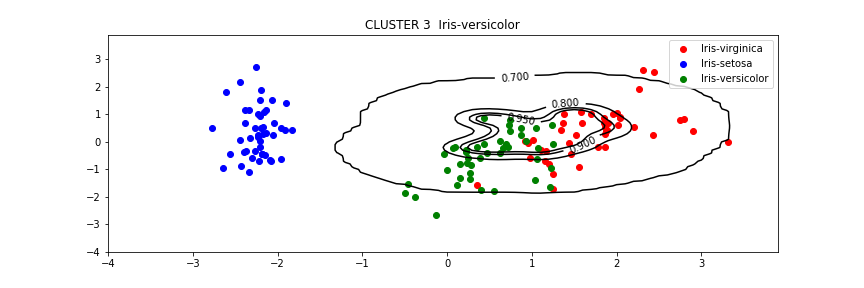 CLUSTER 3  Iris-versicolor
Iris-virginica
Iris-setosa
Iris-versicolor
0.700
0.800
0.950
0.900
3
2
1
0
−1
−2
−3
−4
−4 −3 −2 −1 0 1 2 3